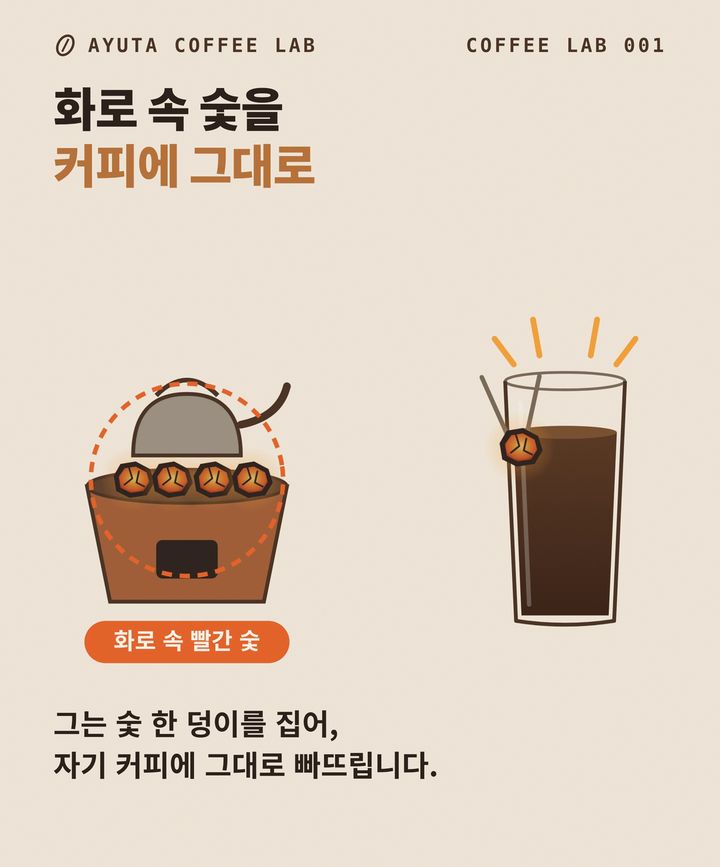 AYUTA COFFEE LAB
COFFEE LAB 001
화로 속 숯을
커피에 그대로
화로 속 빨간 숯
그는 숯 한 덩이를 집어,
자기 커피에 그대로 빠뜨립니다.